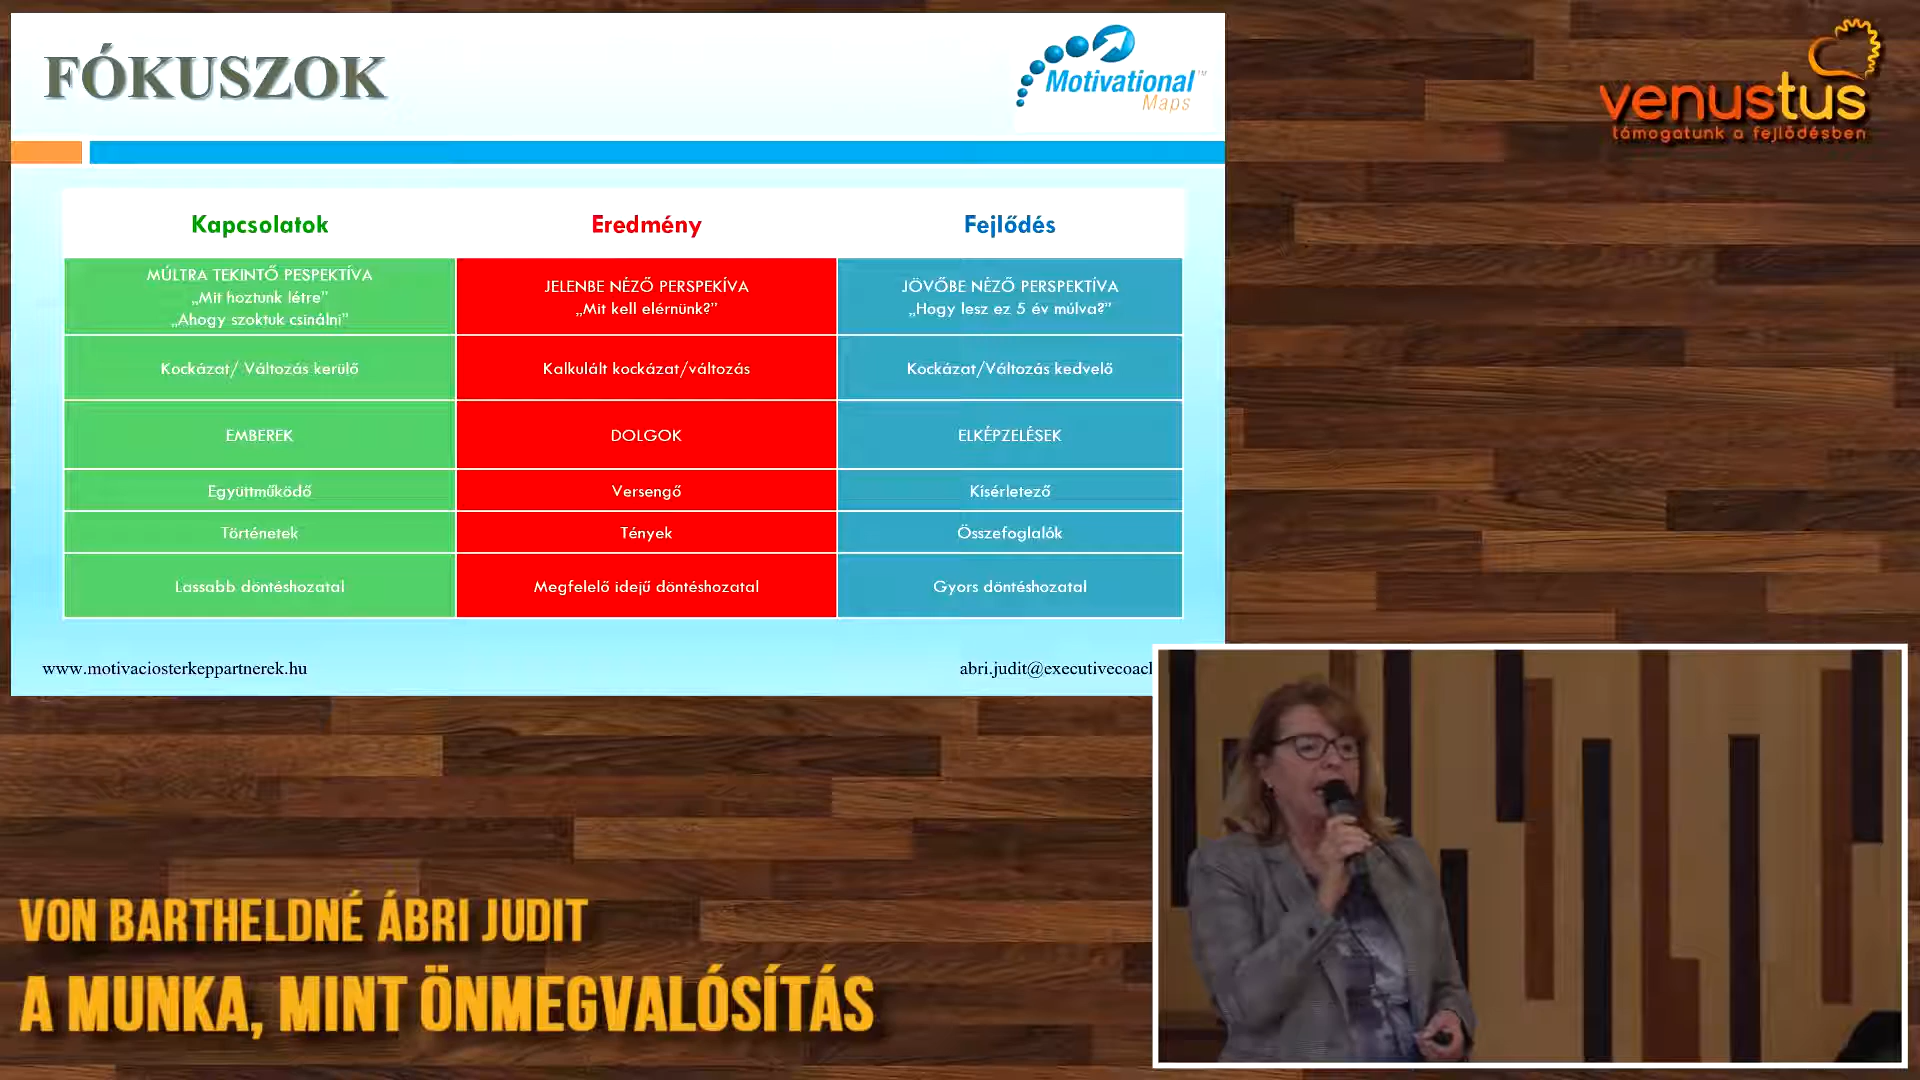 FÓKUSZOK
Motivational™
Maps
venustus
támogatunk a fejlődésben
Kapcsolatok
Eredmény
Fejlődés
MÚLTRA TEKINTŐ PESPEKTÍVA
„Mit hoztunk létre”
„Ahogy szoktuk csinálni”
JELENBE NÉZŐ PERSPEKÍVA
„Mit kell elérnünk?”
JÖVŐBE NÉZŐ PERSPEKTÍVA
„Hogy lesz ez 5 év múlva?”
Kockázat/ Változás kerülő
Kalkulált kockázat/változás
Kockázat/Változás kedvelő
EMBEREK
DOLGOK
ELKÉPZELÉSEK
Együttműködő
Versengő
Kísérletező
Történetek
Tények
Összefoglalók
Lassabb döntéshozatal
Megfelelő idejű döntéshozatal
Gyors döntéshozatal
www.motivaciosterkeppartnerek.hu
abri.judit@executivecoach
VON BARTHELDNÉ ÁBRI JUDIT
A MUNKA, MINT ÖNMEGVALÓSÍTÁS